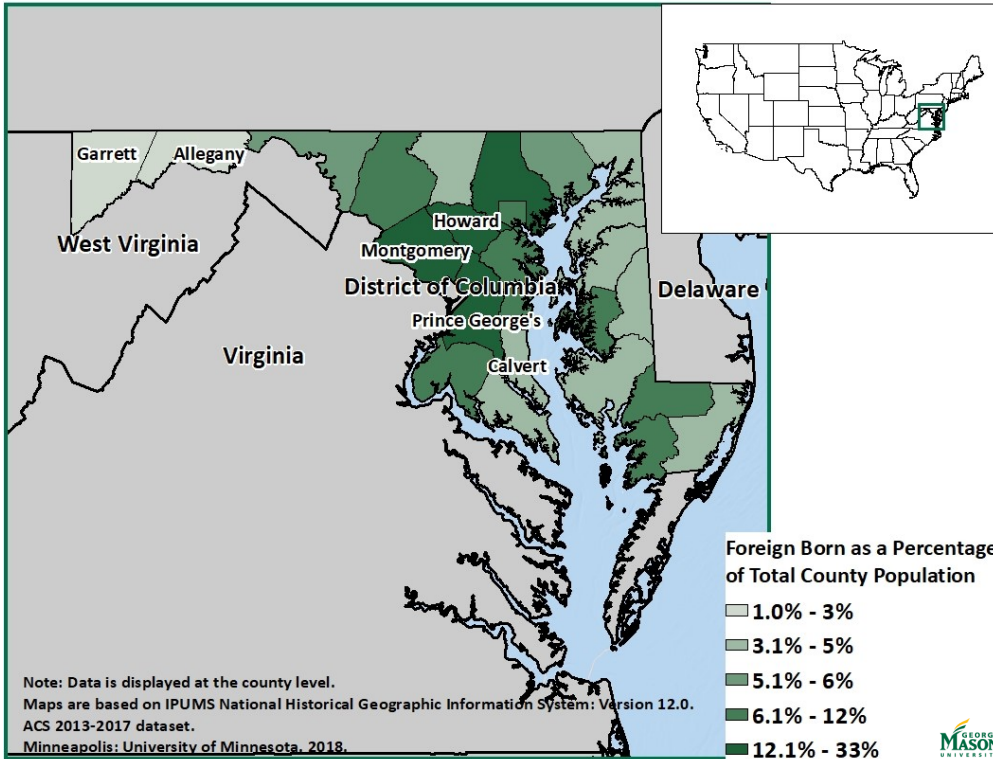 Garrett
Allegany
Howard
West Virginia
Montgomery
District of Columbia
Delaware
Prince George's
Virginia
Calvert
Foreign Born as a Percentage
of Total County Population
1.0% - 3%
3.1% - 5%
5.1% - 6%
6.1% - 12%
12.1% - 33%
Note: Data is displayed at the county level.
Maps are based on IPUMS National Historical Geographic Information System: Version 12.0.
ACS 2013-2017 dataset.
Minneapolis: University of Minnesota. 2018.
GEORGE
MASON
UNIVERSITY